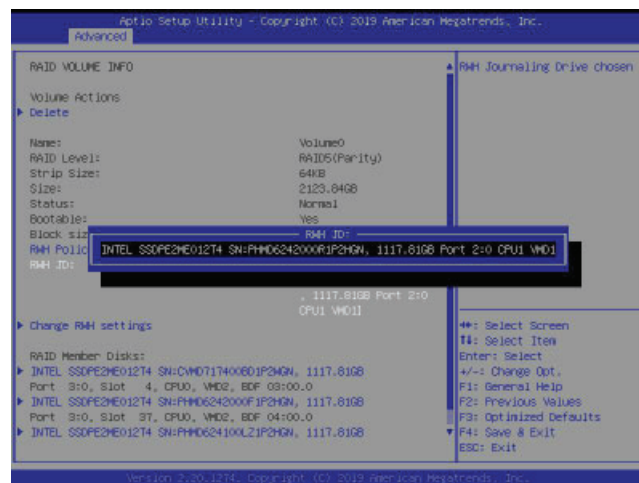 Aptio Setup Utility - Copyright (C) 2019 American Megatrends, Inc.
Advanced
RAID VOLUME INFO
RWH Journaling Drive chosen
Volume Actions
Delete
Name: Volume0
RAID Level: RAID5(Parity)
Strip Size: 64KB
Size: 2123.84GB
Status: Normal
Bootable: Yes
Block siz
RWH JD:
RWH Polic
INTEL SSDPE2ME012T4 SN:PHMD6242000R1P2HGN, 1117.81GB Port 2:0 CPU1 VMD1
RWH JD:
, 1117.81GB Port 2:0
CPU1 VMD1]
Change RWH settings
RAID Member Disks:
INTEL SSDPE2ME012T4 SN:CVMD717400BD1P2MGN, 1117.81GB
Port 3:0, Slot 4, CPU0, VMD2, BDF 03:00.0
INTEL SSDPE2ME012T4 SN:PHMD6242000F1P2HGN, 1117.81GB
Port 3:0, Slot 37, CPU0, VMD2, BDF 04:00.0
INTEL SSDPE2ME012T4 SN:PHMD624100LZ1P2HGN, 1117.81GB
: Select Screen
: Select Item
Enter: Select
+/-: Change Opt.
F1: General Help
F2: Previous Values
F3: Optimized Defaults
F4: Save & Exit
ESC: Exit
Version 2.20.1274. Copyright (C) 2019 American Megatrends, Inc.